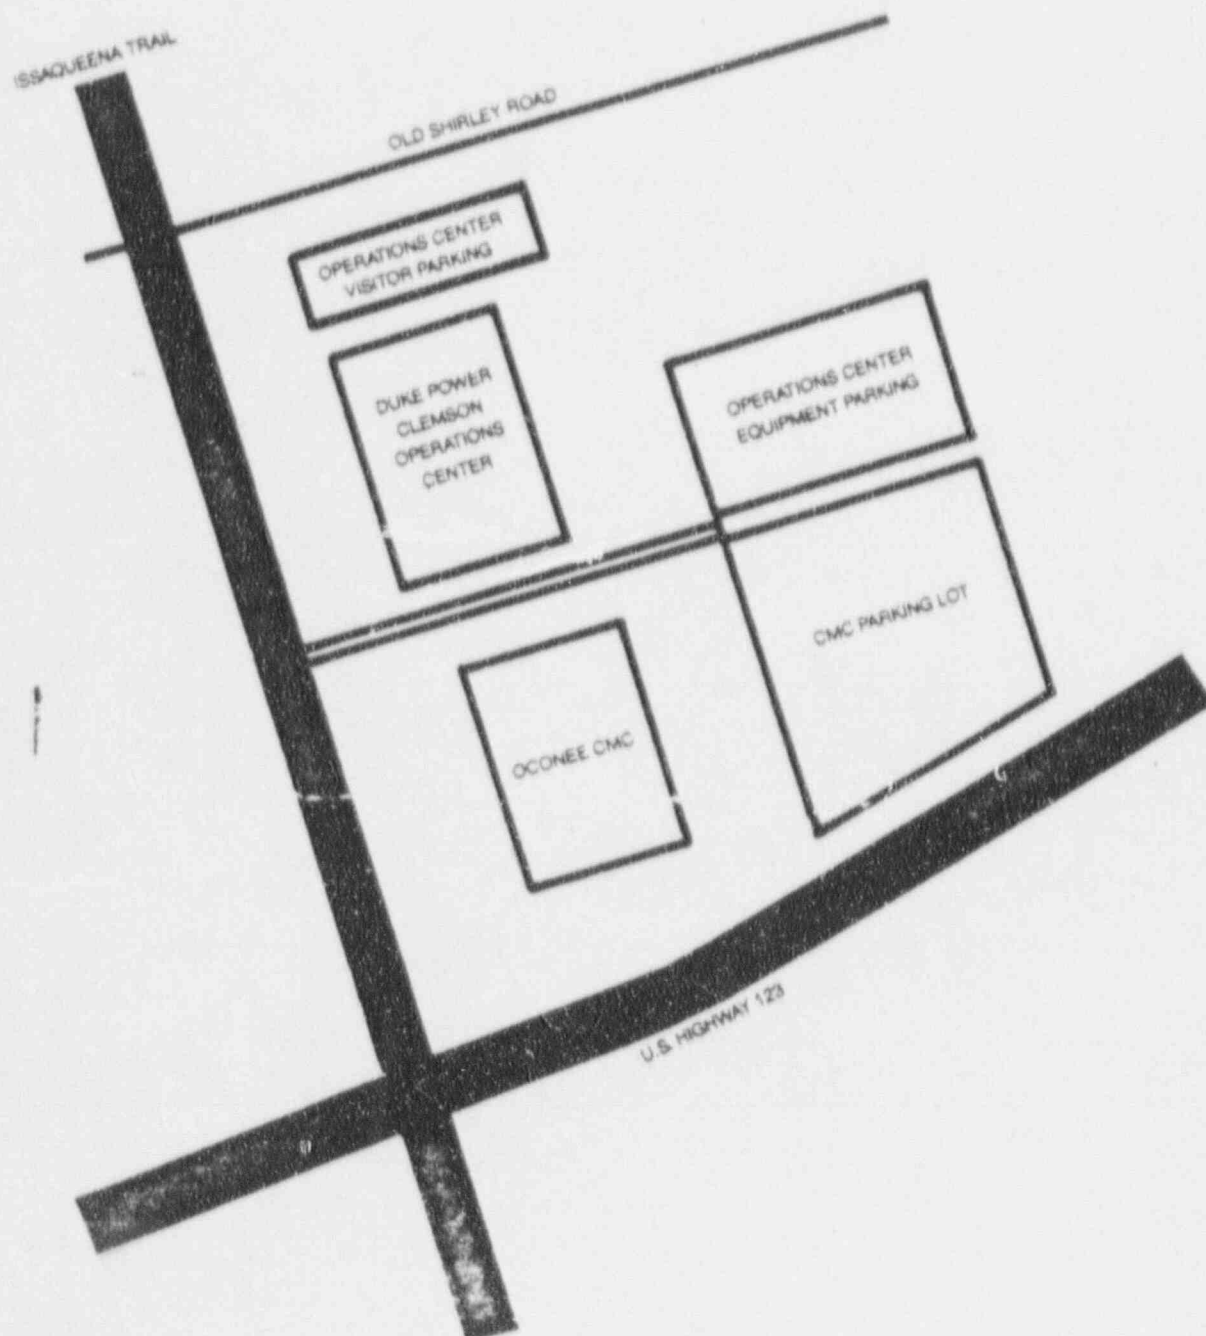 ISSAQUEENA TRAIL
OLD SHIRLEY ROAD
OPERATIONS CENTER
VISITOR PARKING
DUKE POWER
CLEMSON
OPERATIONS
CENTER
OPERATIONS CENTER
EQUIPMENT PARKING
CMC PARKING LOT
OCONEE CMC
U.S. HIGHWAY 123